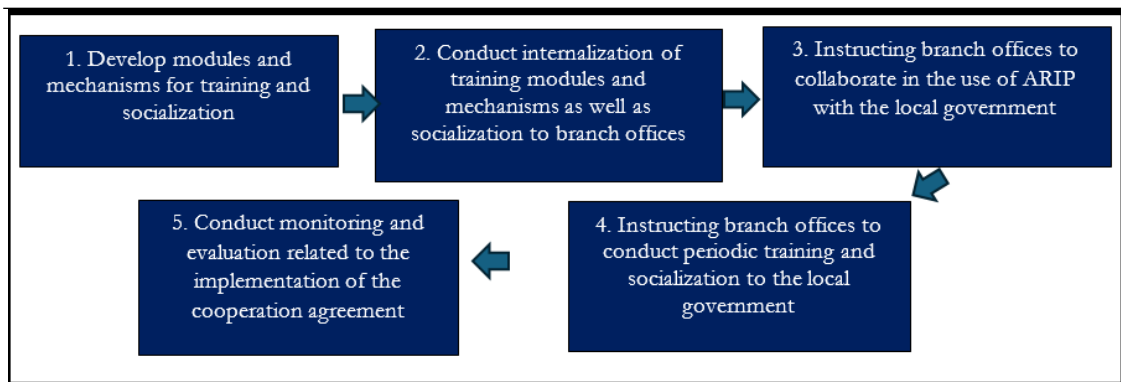 1. Develop modules and
mechanisms for training and
socialization
2. Conduct internalization of
training modules and
mechanisms as well as
socialization to branch offices
3. Instructing branch offices to
collaborate in the use of ARIP
with the local government
4. Instructing branch offices to
conduct periodic training and
socialization to the local
government
5. Conduct monitoring and
evaluation related to the
implementation of the
cooperation agreement